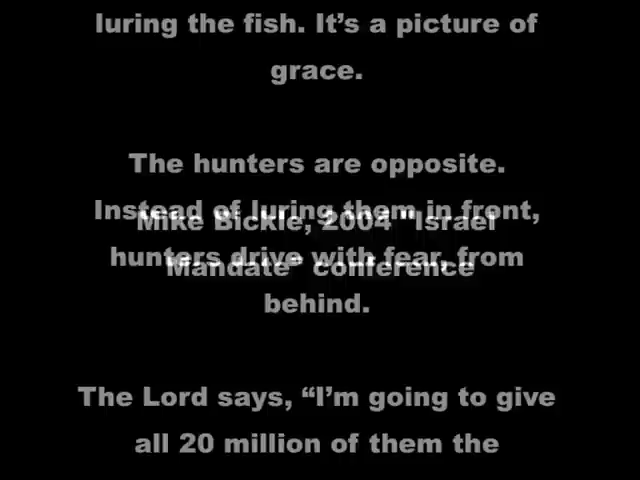 luring the fish. It’s a picture of
grace.
The hunters are opposite.
Instead of luring them in front,
Mike Bickle, 2004 "Israel
hunters drive with fear, from
Mandate" conference
behind.
The Lord says, “I’m going to give
all 20 million of them the